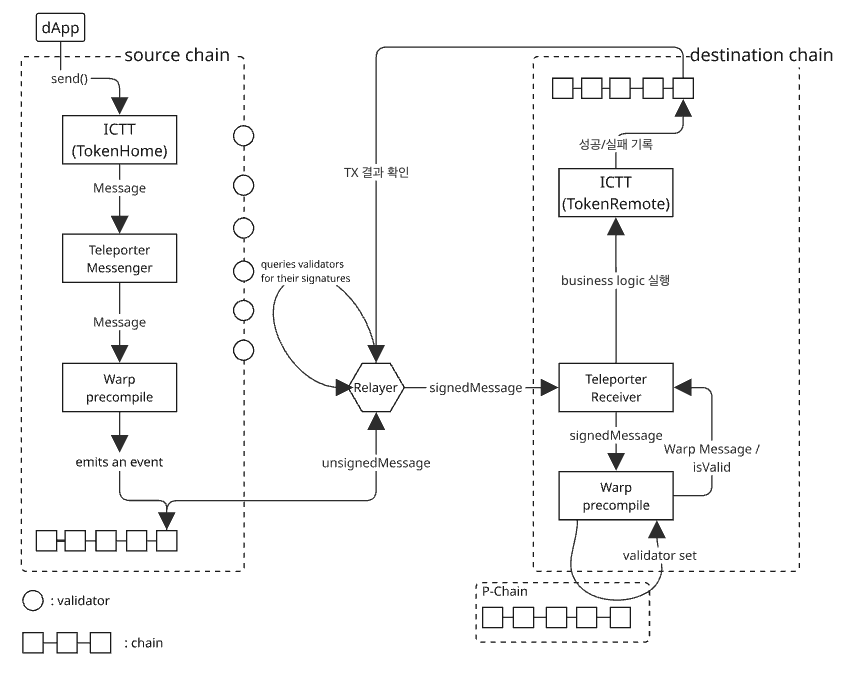 dApp
source chain
send()
ICTT
(TokenHome)
Message
Teleporter
Messenger
Message
Warp
precompile
emits an event
queries validators
for their signatures
TX 결과 확인
Relayer
unsignedMessage
signedMessage
destination chain
성공/실패 기록
ICTT
(TokenRemote)
business logic 실행
Teleporter
Receiver
signedMessage
Warp Message /
isValid
Warp
precompile
validator set
P-Chain
: validator
: chain